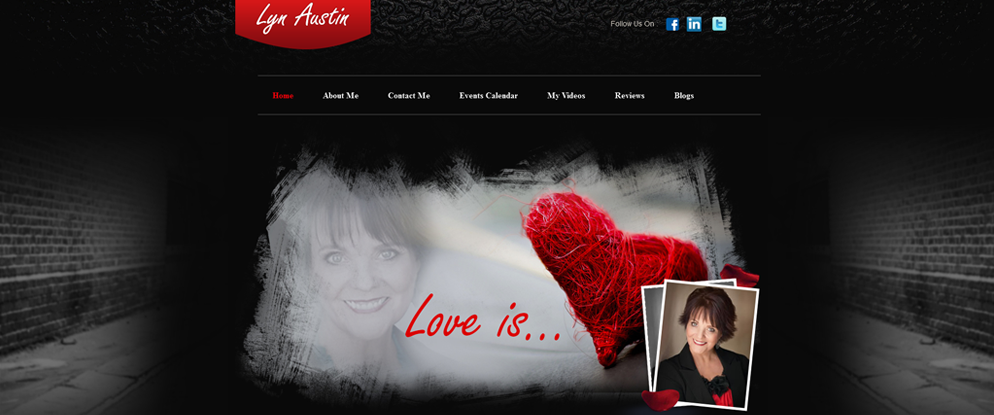 Lyn Austin
Follow Us On
Home About Me Contact Me Events Calendar My Videos Reviews Blogs
Love is...